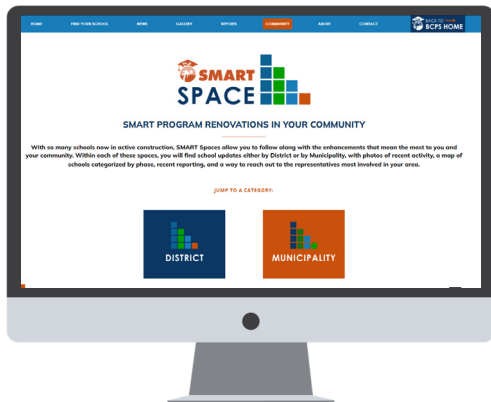 HOME FIND YOUR SCHOOL NEWS GALLERY REPORTS COMMUNITY ABOUT CONTACT BACK TO
BCPS HOME
SMART
SPACE
SMART PROGRAM RENOVATIONS IN YOUR COMMUNITY
With so many schools now in active construction, SMART Spaces allow you to follow along with the enhancements that mean the most to you and
your community. Within each of these spaces, you will find school updates either by District or by Municipality, with photos of recent activity, a map of
schools categorized by phase, recent reporting, and a way to reach out to the representatives most involved in your area.
JUMP TO A CATEGORY:
DISTRICT MUNICIPALITY